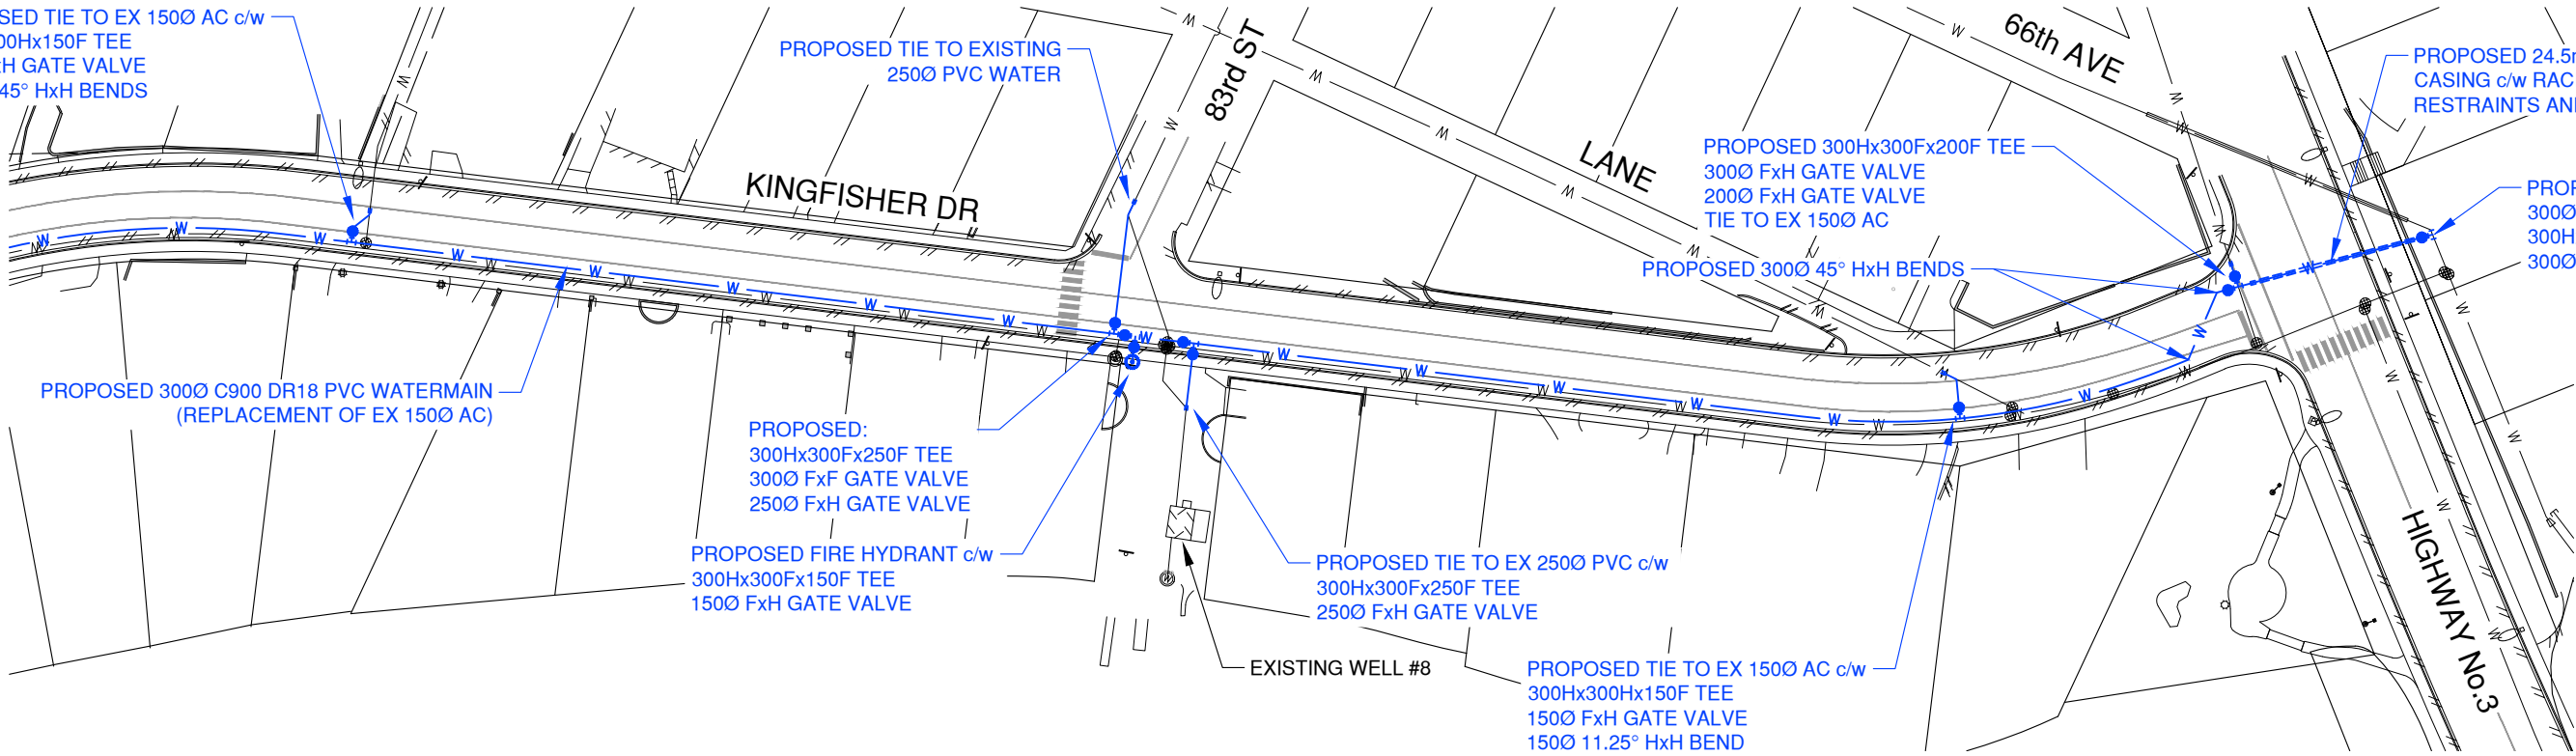 SED TIE TO EX 150Ø AC c/w
00Hx150F TEE
xH GATE VALVE
45° HxH BENDS
PROPOSED TIE TO EXISTING
250Ø PVC WATER
83rd ST
66th AVE
PROPOSED 24.5m
CASING c/w RAC
RESTRAINTS AN
KINGFISHER DR
LANE
PROPOSED 300Hx300Fx200F TEE
300Ø FxH GATE VALVE
200Ø FxH GATE VALVE
TIE TO EX 150Ø AC
PROPOSED 300Ø 45° HxH BENDS
PROP
300Ø
300H
300Ø
PROPOSED 300Ø C900 DR18 PVC WATERMAIN
(REPLACEMENT OF EX 150Ø AC)
PROPOSED:
300Hx300Fx250F TEE
300Ø FxF GATE VALVE
250Ø FxH GATE VALVE
PROPOSED FIRE HYDRANT c/w
300Hx300Fx150F TEE
150Ø FxH GATE VALVE
PROPOSED TIE TO EX 250Ø PVC c/w
300Hx300Fx250F TEE
250Ø FxH GATE VALVE
EXISTING WELL #8
PROPOSED TIE TO EX 150Ø AC c/w
300Hx300Hx150F TEE
150Ø FxH GATE VALVE
150Ø 11.25° HxH BEND
HIGHWAY No.3